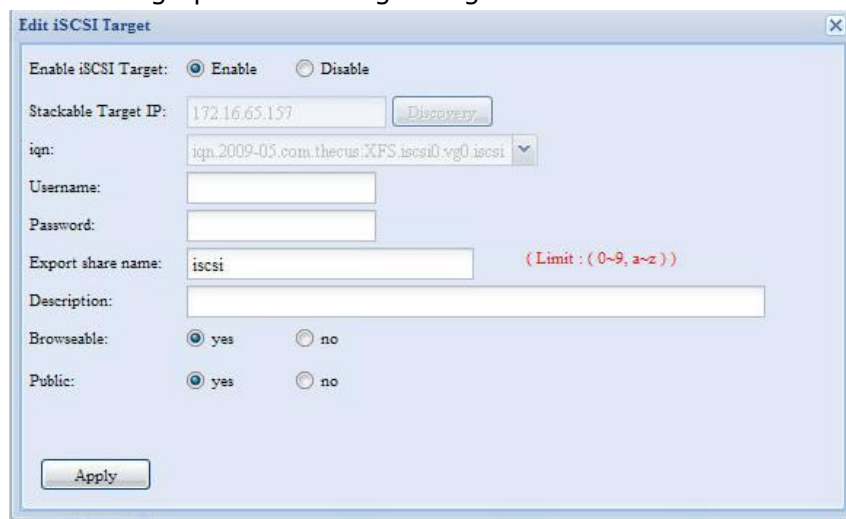 Edit iSCSI Target
Enable iSCSI Target: Enable Disable
Stackable Target IP: 172.16.65.157 Discovery
iqn: iqn.2009-05.com.thecus:XFS.iscsi0.vg0.iscsi
Username:
Password:
Export share name: iscsi ( Limit : ( 0~9, a~z ) )
Description:
Browseable: yes no
Public: yes no
Apply